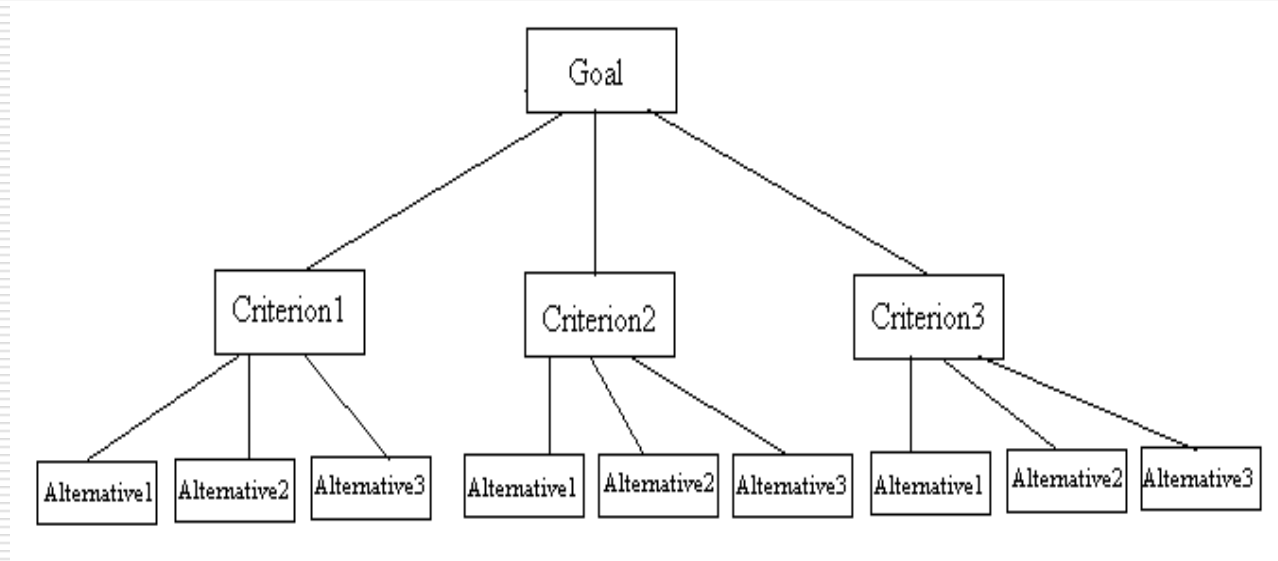 Goal
Criterion1
Criterion2
Criterion3
Alternative1
Alternative2
Alternative3
Alternative1
Alternative2
Alternative3
Alternative1
Alternative2
Alternative3